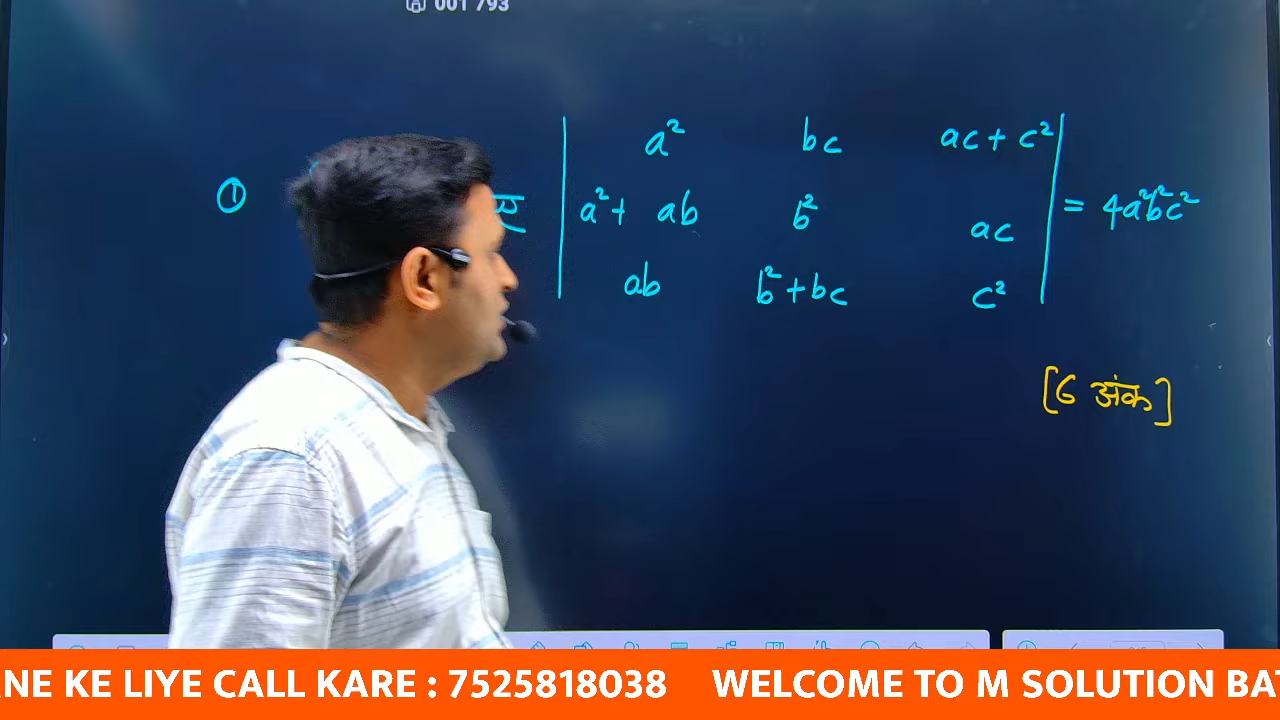 001 793
① | a² bc ac + c² |
| a² + ab b² ac | = 4a²b²c²
| ab b² + bc c² |
[6 अंक]
NE KE LIYE CALL KARE : 7525818038 WELCOME TO M SOLUTION BAT